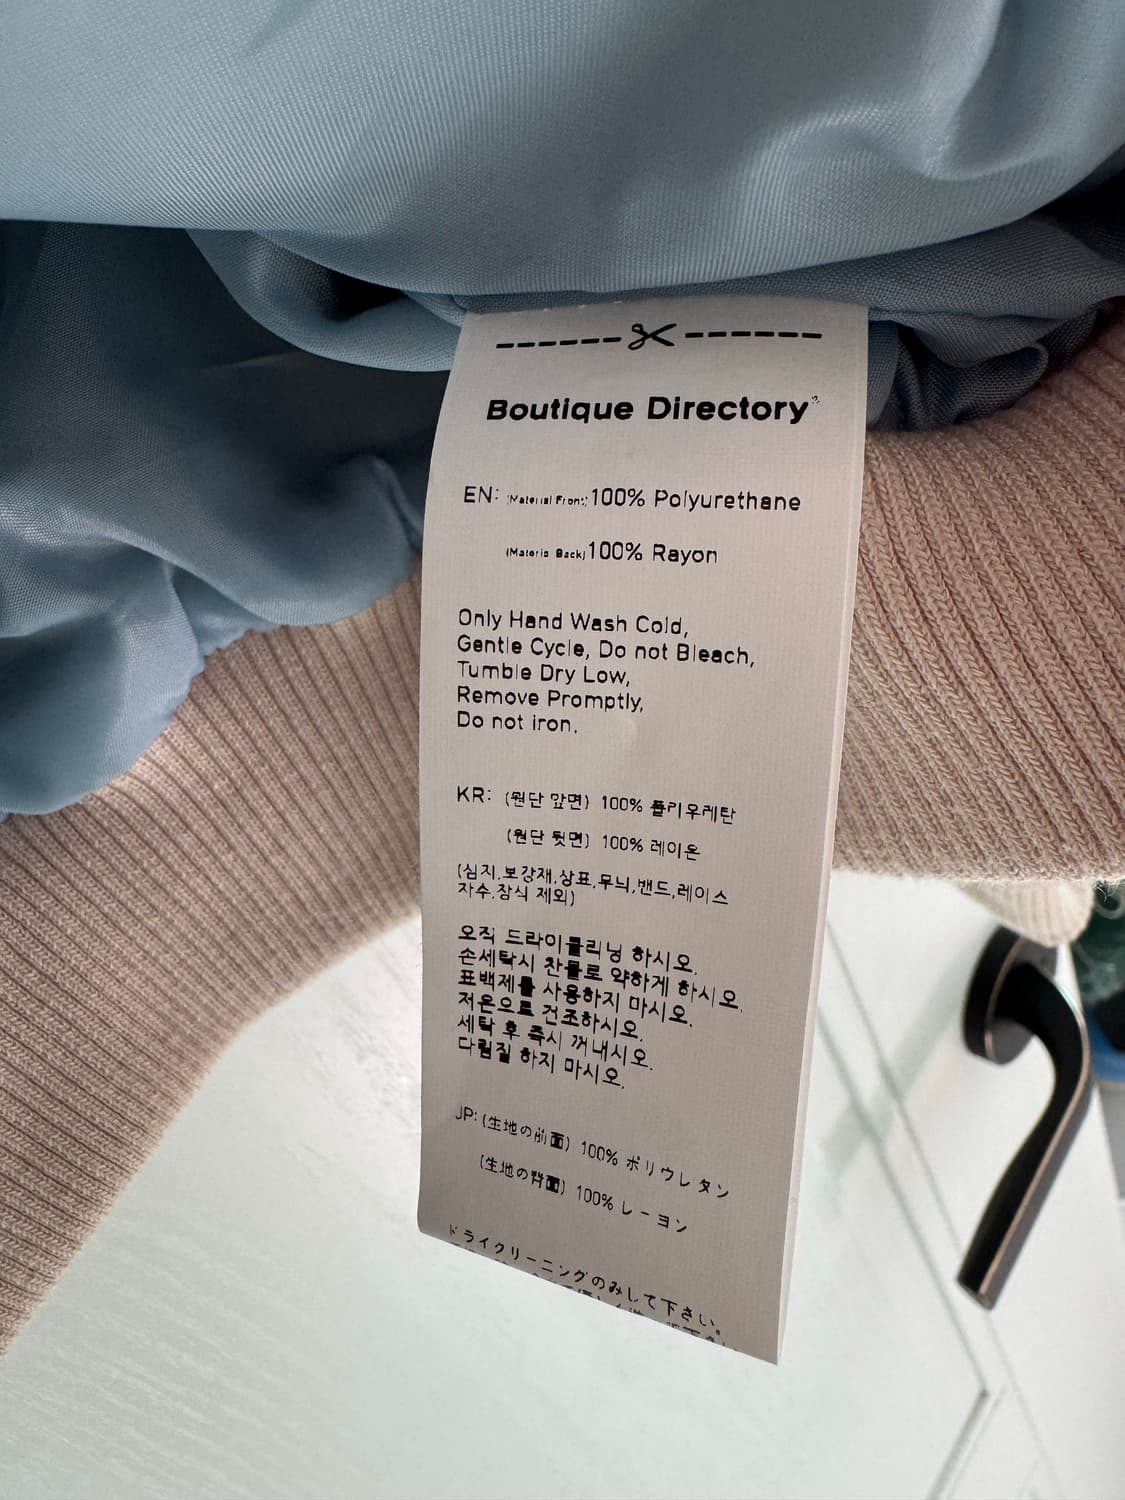 Boutique Directory
EN: (Material Front) 100% Polyurethane
(Material Back) 100% Rayon
Only Hand Wash Cold,
Gentle Cycle, Do not Bleach,
Tumble Dry Low,
Remove Promptly,
Do not iron.
KR: (원단 앞면) 100% 폴리우레탄
(원단 뒷면) 100% 레이온
(심지,보강재,상표,무늬,밴드,레이스
자수,장식 제외)
오직 드라이클리닝 하시오.
손세탁시 찬물로 약하게 하시오.
표백제를 사용하지 마시오.
저온으로 건조하시오.
세탁 후 즉시 꺼내시오.
다림질 하지 마시오.
JP: (生地の前面) 100% ポリウレタン
(生地の背面) 100% レーヨン
ドライクリーニングのみして下さい。